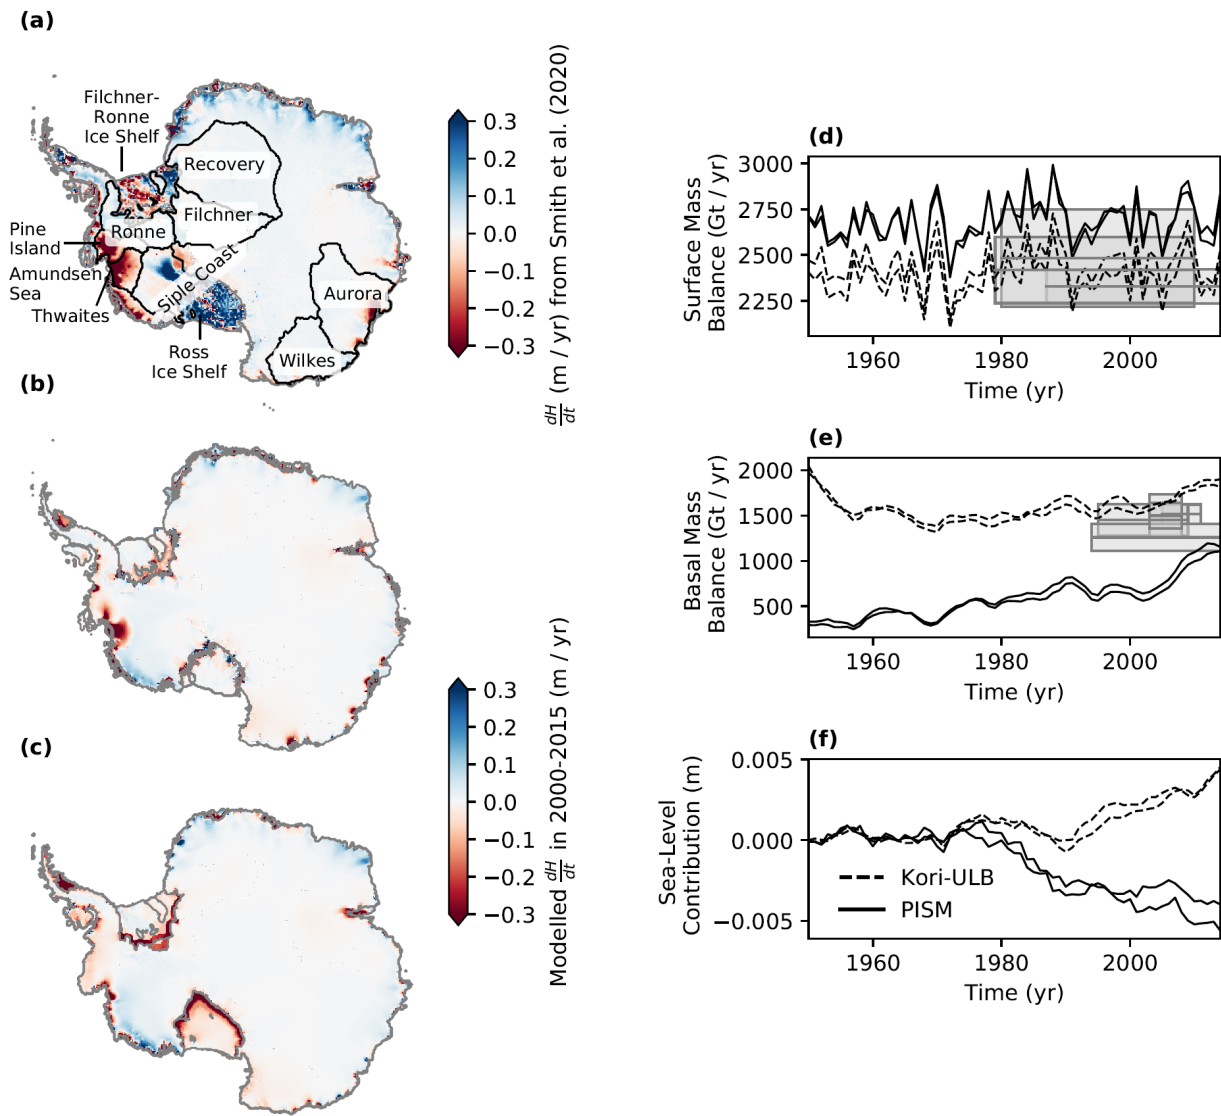 (a)
Filchner-
Ronne
Ice Shelf
Recovery
Filchner
Ronne
Pine
Island
Amundsen
Sea
Thwaites
Siple Coast
Ross
Ice Shelf
Aurora
Wilkes
0.3
0.2
0.1
0.0
−0.1
−0.2
−0.3
dH/dt (m / yr) from Smith et al. (2020)
(b)
(c)
0.3
0.2
0.1
0.0
−0.1
−0.2
−0.3
Modelled dH/dt in 2000-2015 (m / yr)
(d)
Surface Mass
Balance (Gt / yr)
3000
2750
2500
2250
1960 1980 2000
Time (yr)
(e)
Basal Mass
Balance (Gt / yr)
2000
1500
1000
500
1960 1980 2000
Time (yr)
(f)
Sea-Level
Contribution (m)
0.005
0.000
−0.005
Kori-ULB
PISM
1960 1980 2000
Time (yr)